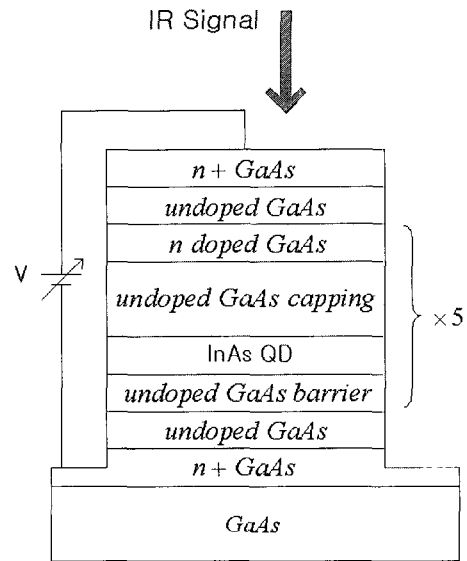 IR Signal
n + GaAs
undoped GaAs
n doped GaAs
undoped GaAs capping
InAs QD
undoped GaAs barrier
undoped GaAs
n + GaAs
GaAs
V
×5